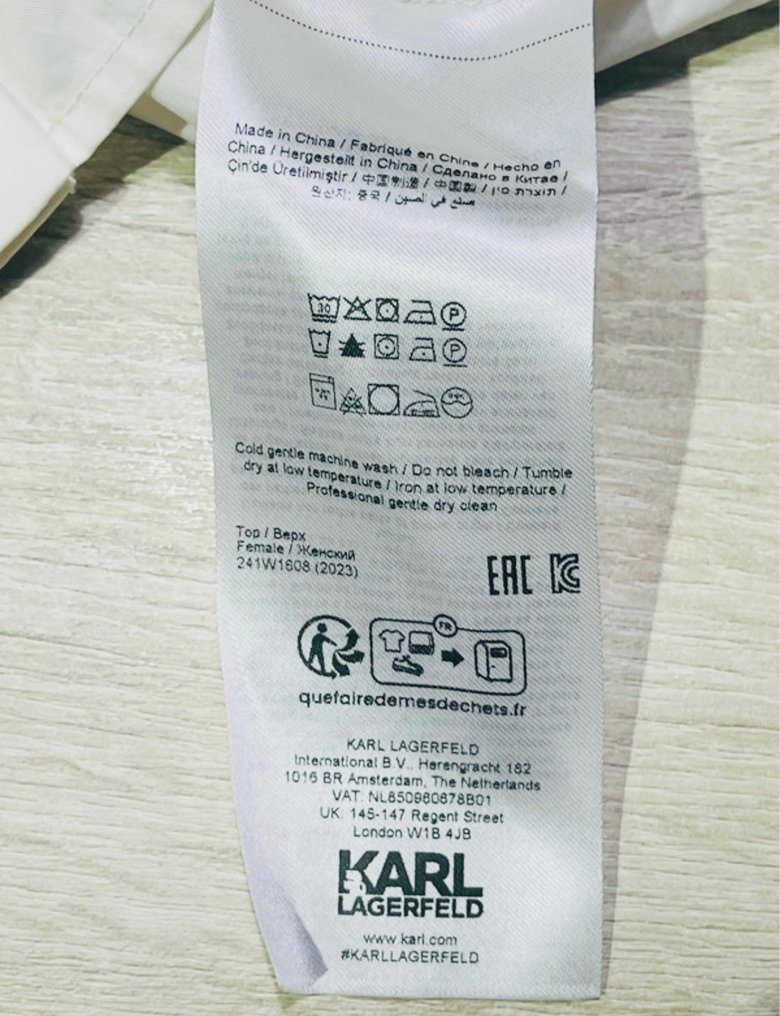 Made in China / Fabriqué en Chine / Hecho en
China / Hergestellt in China / Сделано в Китае /
Çin'de Üretilmiştir / 中国制造 / 中國製 / תוצרת סין /
원산지: 중국 / صنع في الصين
30 P
P
Cold gentle machine wash / Do not bleach / Tumble
dry at low temperature / Iron at low temperature /
Professional gentle dry clean
Top / Верх
Female / Женский
241W1608 (2023)
EAC KC
FR
quefairedemesdechets.fr
KARL LAGERFELD
International B.V., Herengracht 182
1016 BR Amsterdam, The Netherlands
VAT: NL850980878B01
UK: 145-147 Regent Street
London W1B 4JB
KARL
LAGERFELD
www.karl.com
#KARLLAGERFELD